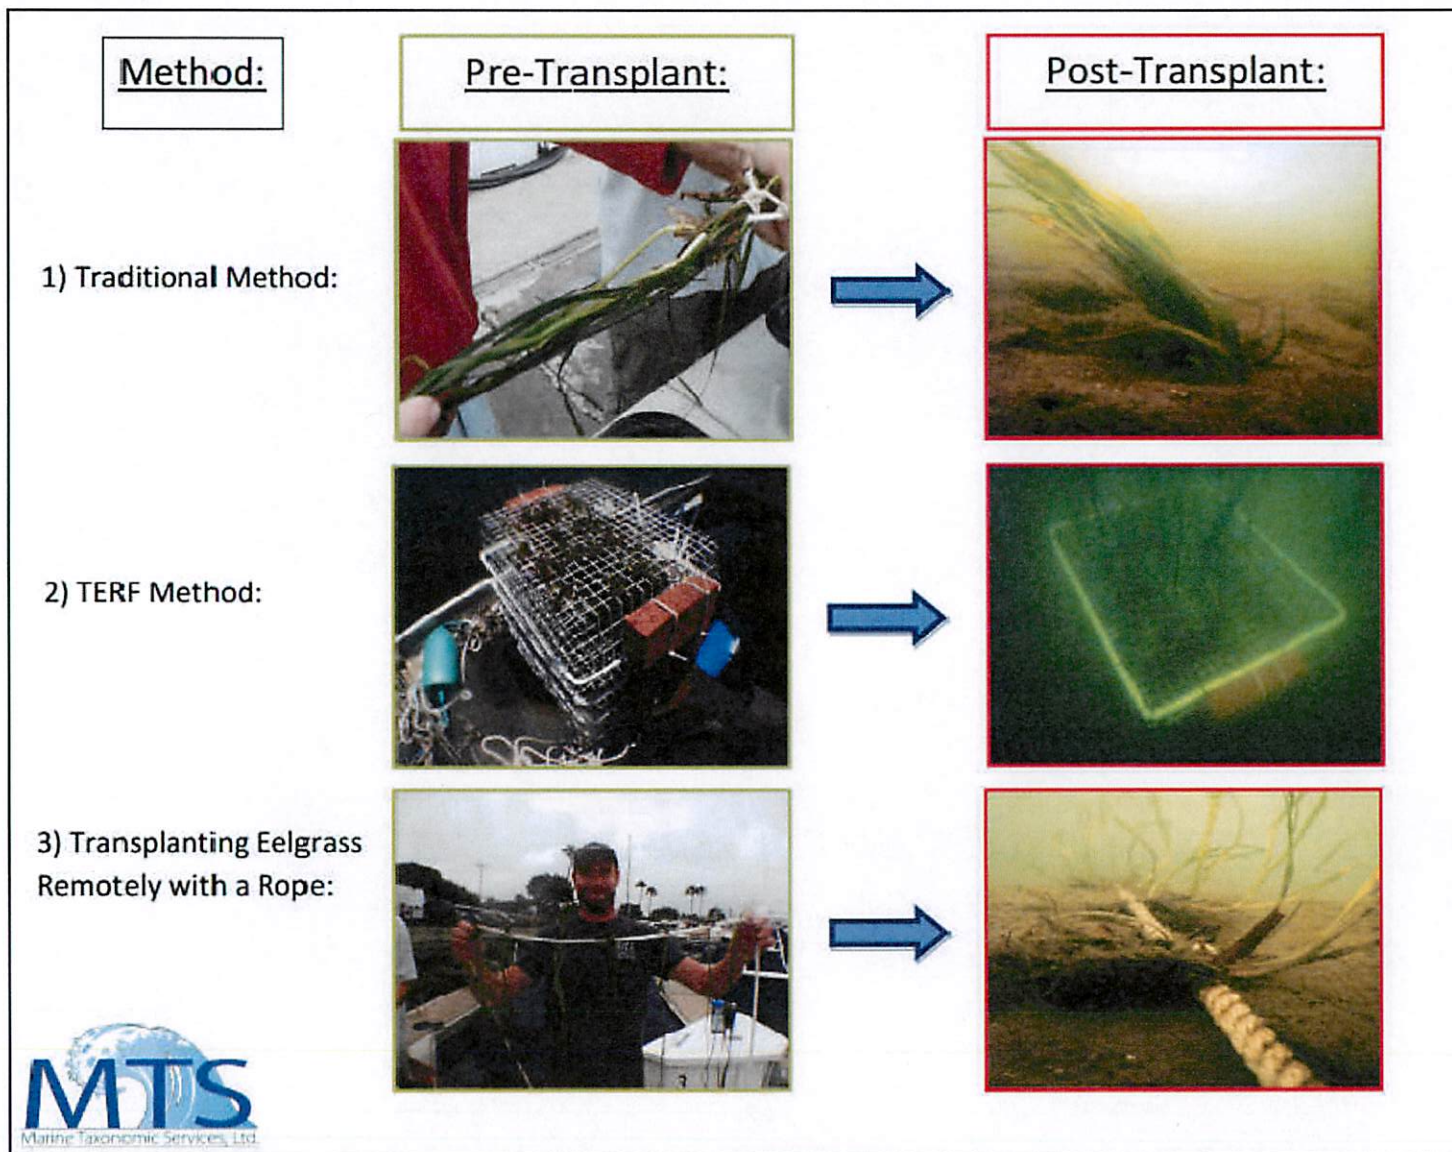 Method:
Pre-Transplant:
Post-Transplant:
1) Traditional Method:
2) TERF Method:
3) Transplanting Eelgrass
Remotely with a Rope:
MTS
Marine Taxonomic Services, Ltd.